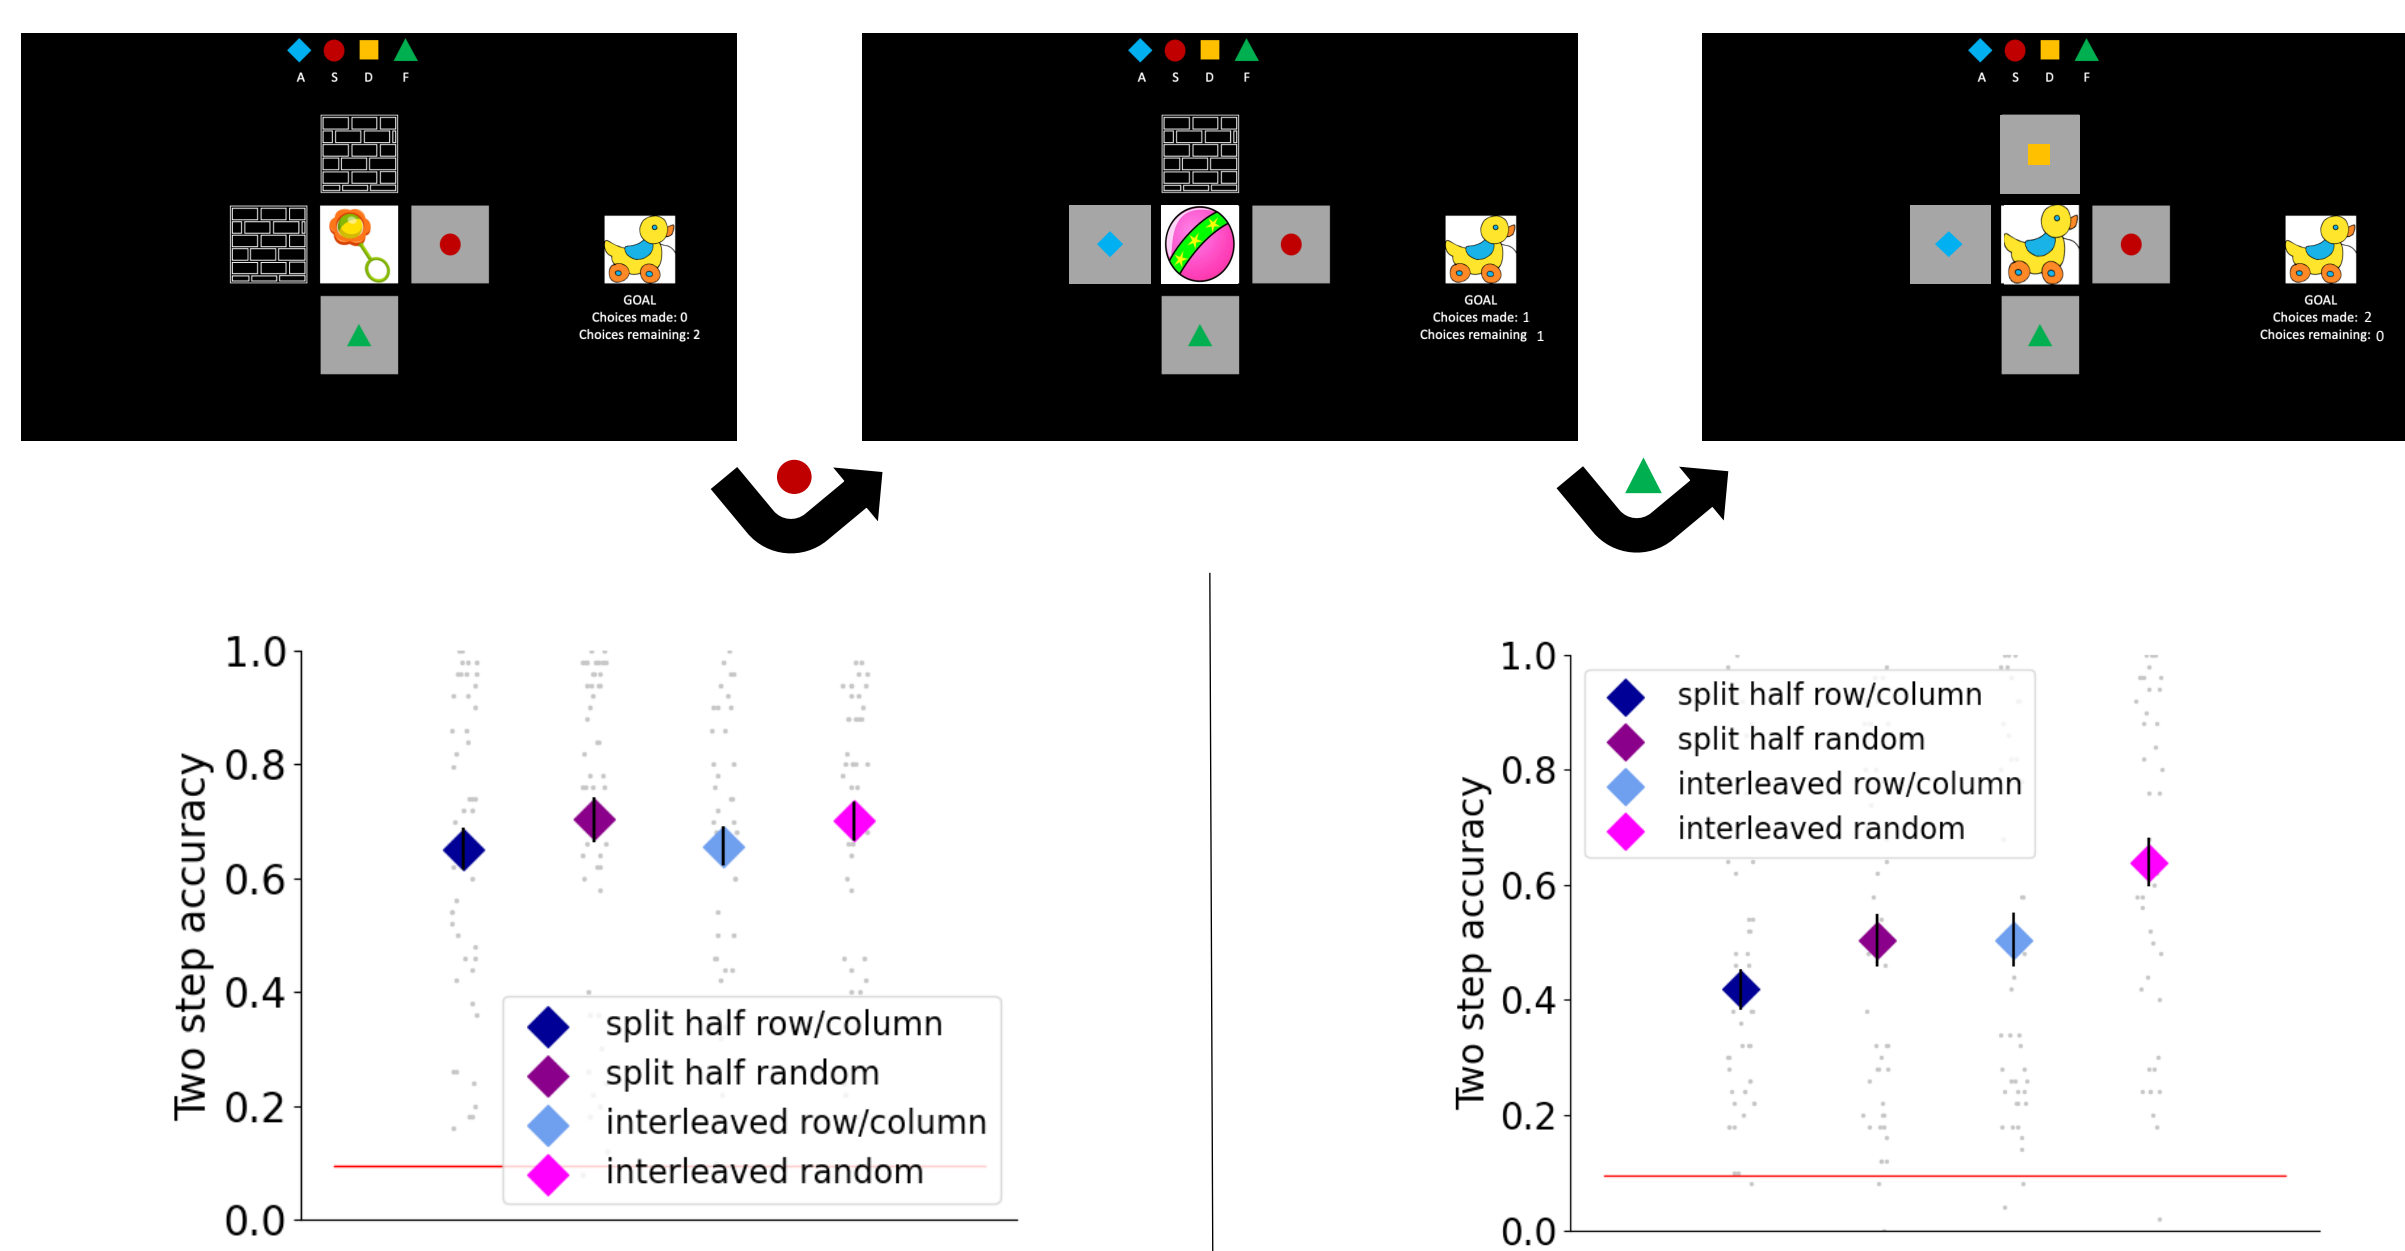 A S D F
GOAL
Choices made: 0
Choices remaining: 2
A S D F
GOAL
Choices made: 1
Choices remaining 1
A S D F
GOAL
Choices made: 2
Choices remaining: 0
Two step accuracy
1.0
0.8
0.6
0.4
0.2
0.0
split half row/column
split half random
interleaved row/column
interleaved random
Two step accuracy
1.0
0.8
0.6
0.4
0.2
0.0
split half row/column
split half random
interleaved row/column
interleaved random